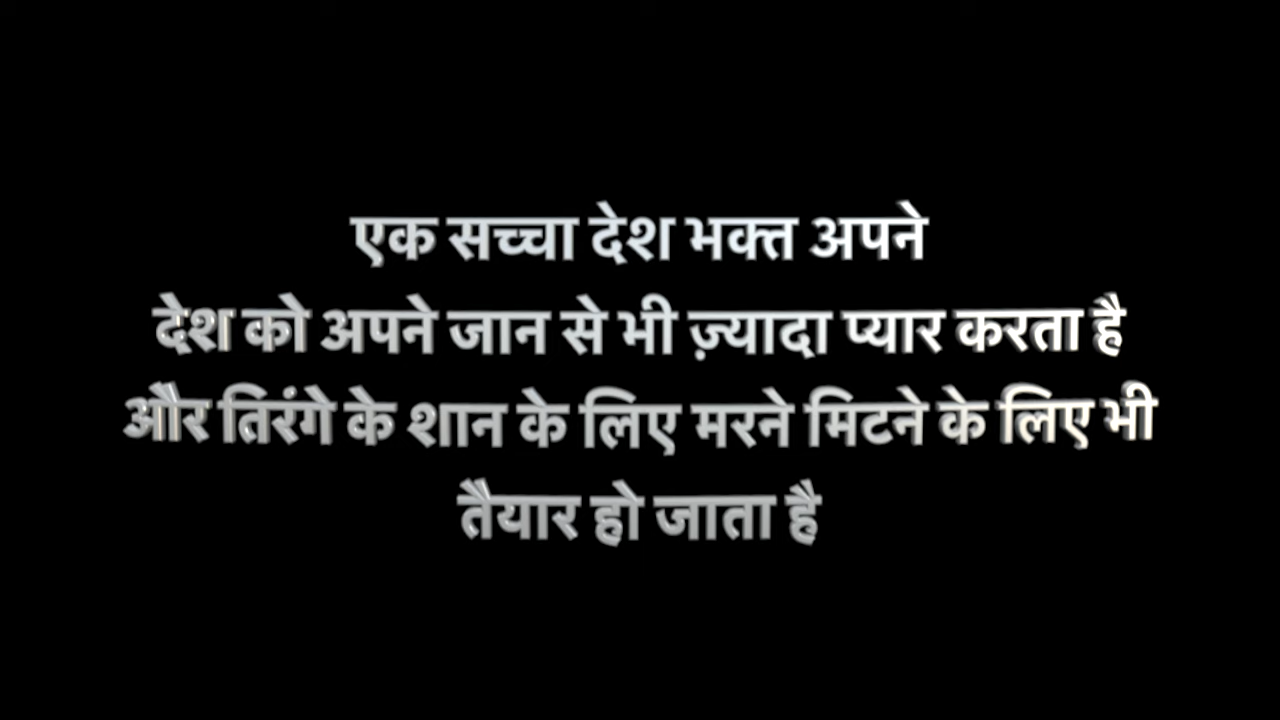 एक सच्चा देश भक्त अपने
देश को अपने जान से भी ज़्यादा प्यार करता है
और तिरंगे के शान के लिए मरने मिटने के लिए भी
तैयार हो जाता है